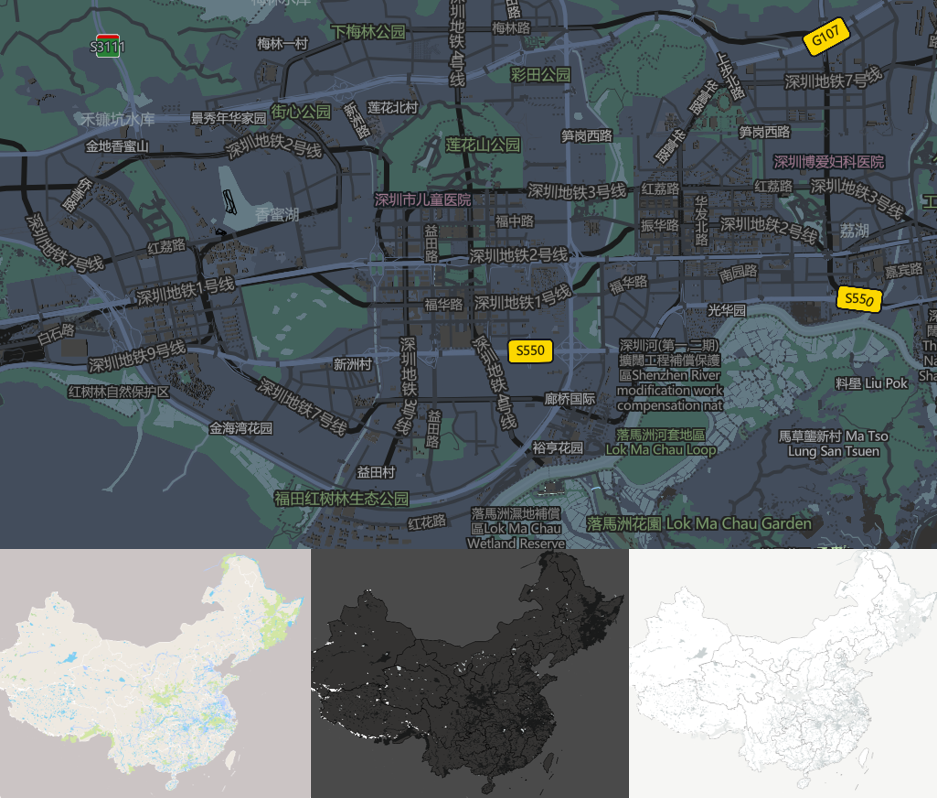 梅林水库
深圳地铁4号线
下梅林公园
梅林路
梅林一村
G107
S3111
彩田公园
上步北路
深圳地铁7号线
华富路
莲花北村
街心公园
新洲路
景秀年华家园
禾镰坑水库
金地香蜜山
深圳地铁2号线
莲花山公园
笋岗西路
笋岗西路
华富路
深圳博爱妇科医院
深圳市儿童医院
深圳地铁3号线
红荔路
红荔路
深圳地铁3号线
香蜜湖
益田路
福中路
振华路
华发北路
深圳地铁2号线
荔湖
深圳地铁7号线
红荔路
深圳地铁2号线
南园路
嘉宾路
深圳地铁1号线
福华路
深圳地铁1号线
福华路
光华园
S550
白石路
深圳地铁9号线
新洲村
深圳地铁3号线
深圳地铁4号线
S550
深圳河(第一二期)
擴闊工程補償保護
區Shenzhen River
modification work
compensation nat
料壆 Liu Pok
红树林自然保护区
深圳地铁7号线
廊桥国际
金海湾花园
益田路
裕亨花园
落馬洲河套地區
Lok Ma Chau Loop
馬草壟新村 Ma Tso
Lung San Tsuen
益田村
福田红树林生态公园
红花路
落馬洲濕地補償
區Lok Ma Chau
Wetland Reserve
落馬洲花園 Lok Ma Chau Garden